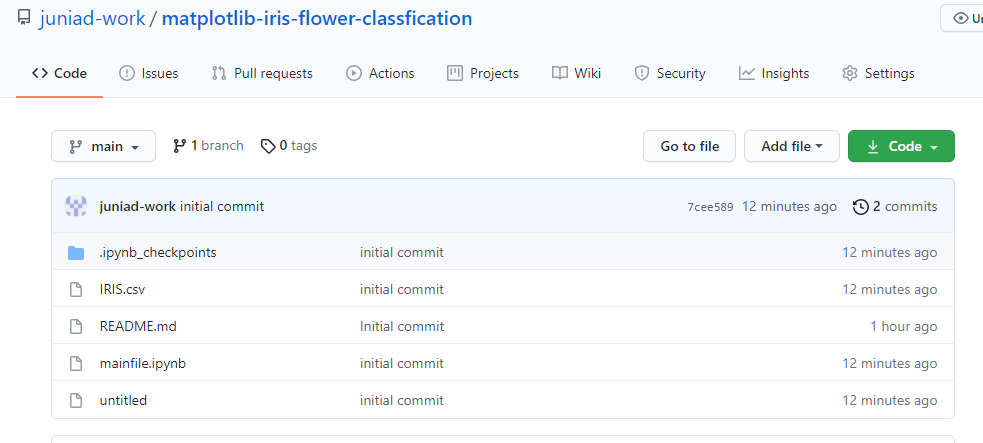 juniad-work / matplotlib-iris-flower-classfication
Code Issues Pull requests Actions Projects Wiki Security Insights Settings
main 1 branch 0 tags Go to file Add file Code
juniad-work initial commit 7cee589 12 minutes ago 2 commits
.ipynb_checkpoints initial commit 12 minutes ago
IRIS.csv initial commit 12 minutes ago
README.md Initial commit 1 hour ago
mainfile.ipynb initial commit 12 minutes ago
untitled initial commit 12 minutes ago